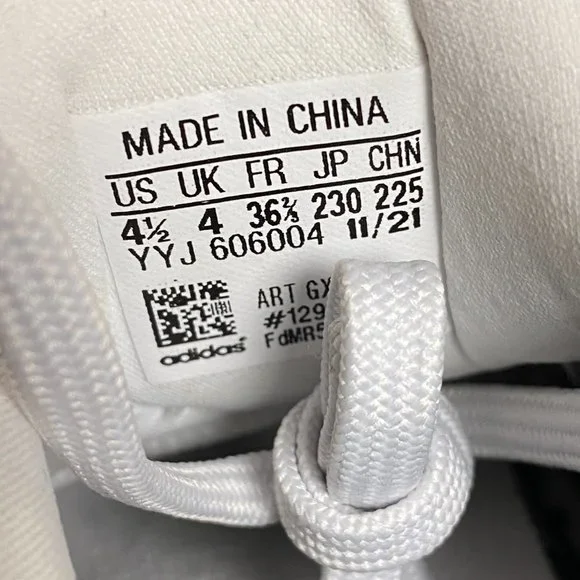 MADE IN CHINA
US UK FR JP CHN
4½ 4 36⅔ 230 225
YYJ 606004 11/21
ART GX
#129
FdMR5
adidas